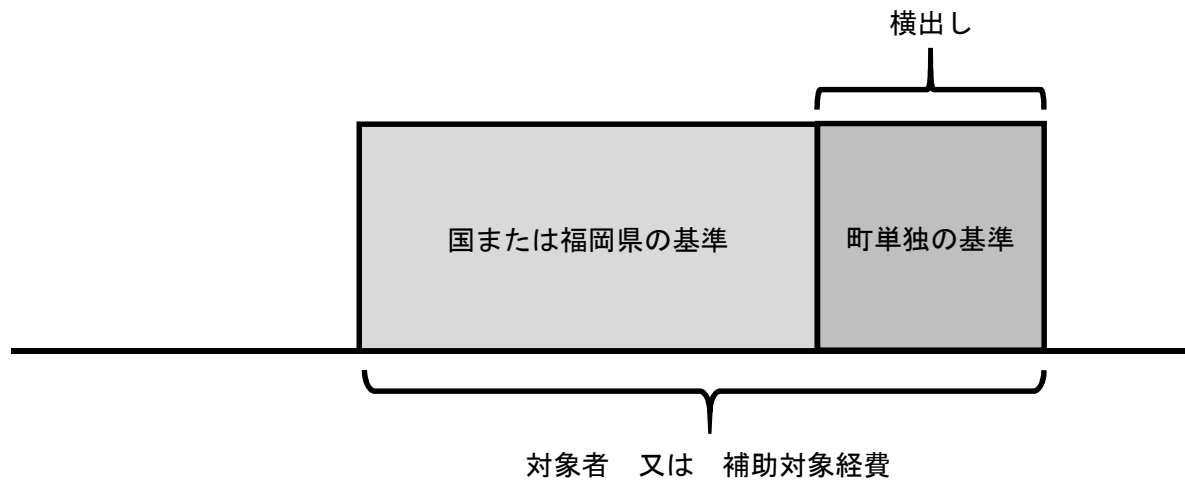 横出し
国または福岡県の基準
町単独の基準
対象者　又は　補助対象経費